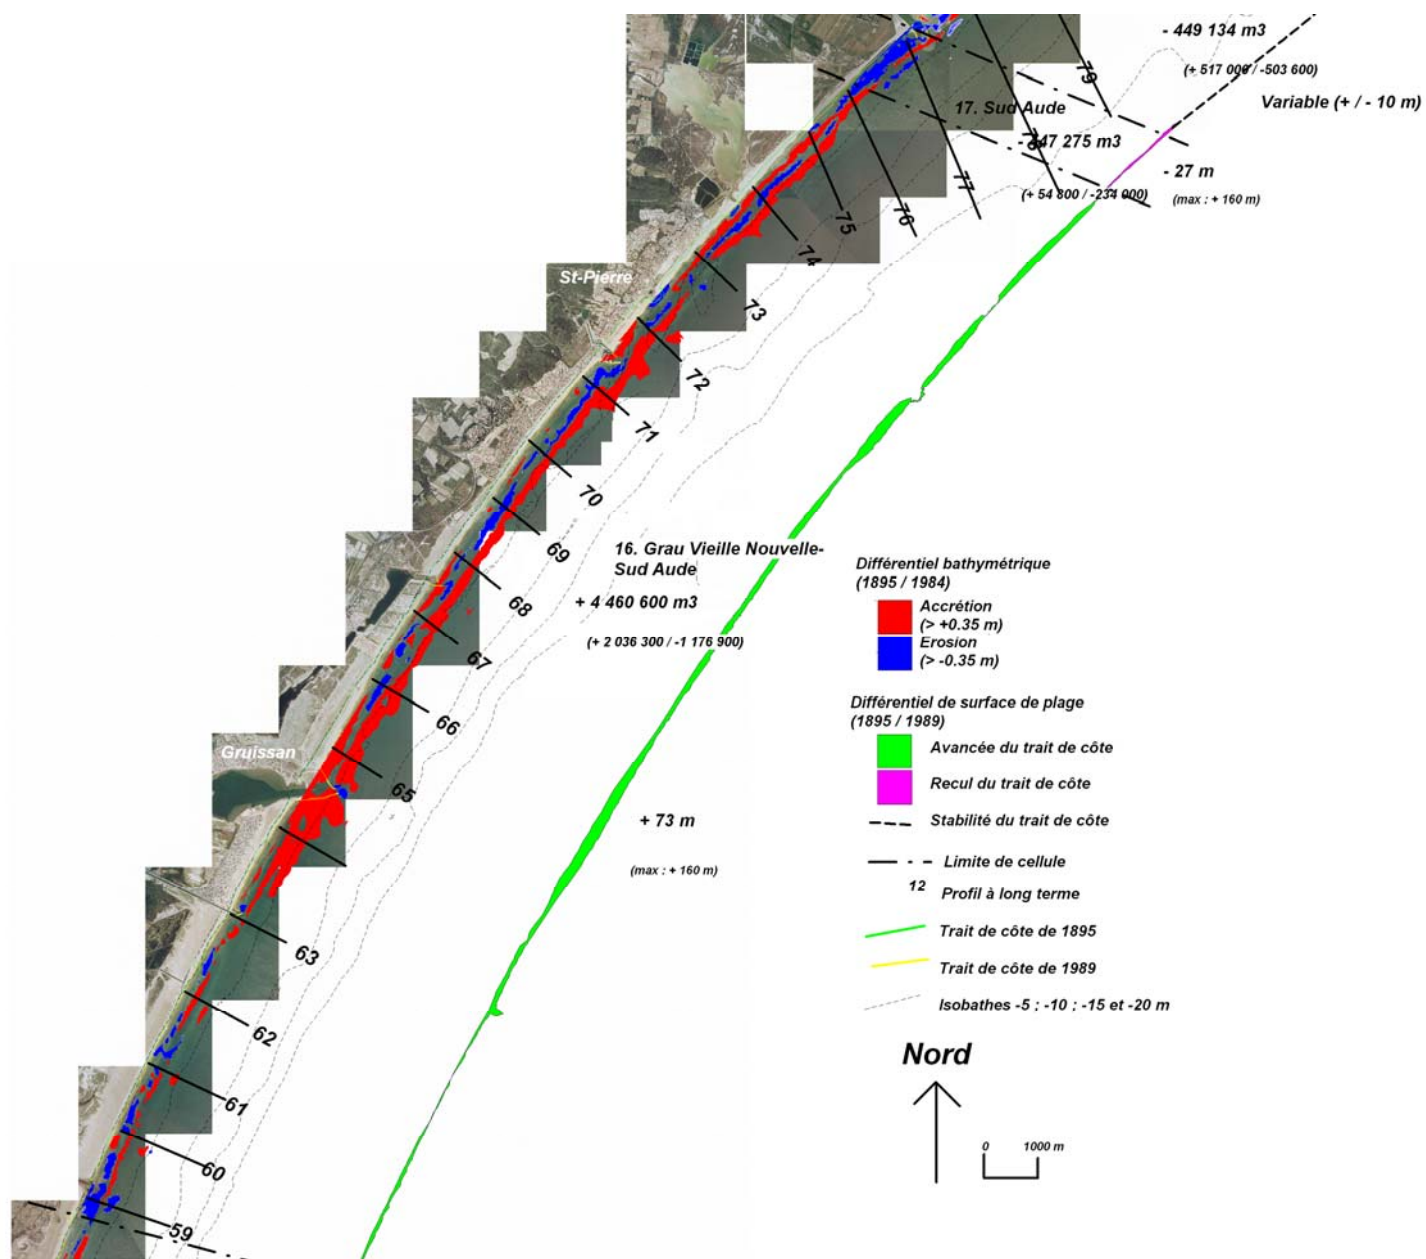 - 449 134 m3
(+ 517 000 / -503 600)
Variable (+ / - 10 m)
79
17. Sud Aude
78
- 27 m
(+ 54 800 / -234 000)
(max : + 160 m)
77
76
75
74
St-Pierre
73
72
71
70
69
16. Grau Vieille Nouvelle-
Sud Aude
68
+ 4 460 600 m3
(+ 2 036 300 / -1 176 900)
67
66
Gruissan
65
+ 73 m
(max : + 160 m)
63
62
61
60
59
Différentiel bathymétrique
(1895 / 1984)
Accrétion
(> +0.35 m)
Erosion
(> -0.35 m)
Différentiel de surface de plage
(1895 / 1989)
Avancée du trait de côte
Recul du trait de côte
Stabilité du trait de côte
Limite de cellule
12 Profil à long terme
Trait de côte de 1895
Trait de côte de 1989
Isobathes -5 ; -10 ; -15 et -20 m
Nord
0 1000 m